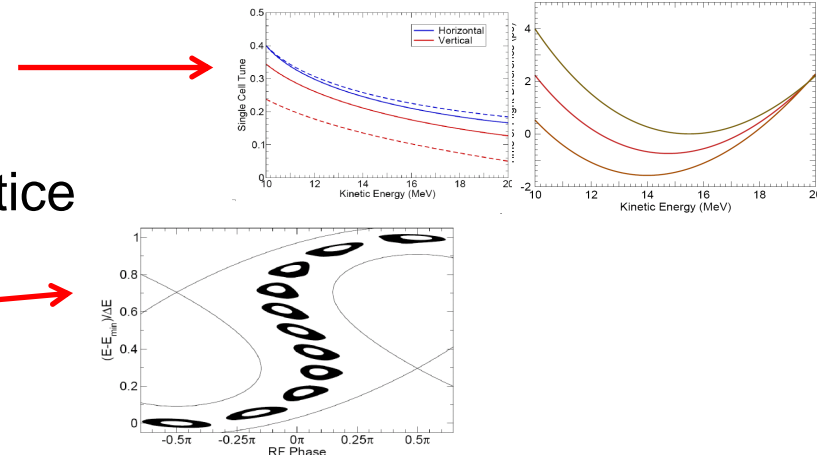 0.5
0.4
0.3
0.2
0.1
0
Single Cell Tune
Horizontal
Vertical
10 12 14 16 18 20
Kinetic Energy (MeV)
4
2
0
-2
10 12 14 16 18 20
Kinetic Energy (MeV)
tice
1
0.8
0.6
0.4
0.2
0
(E-Emin)/ΔE
-0.5π -0.25π 0π 0.25π 0.5π
RF Phase